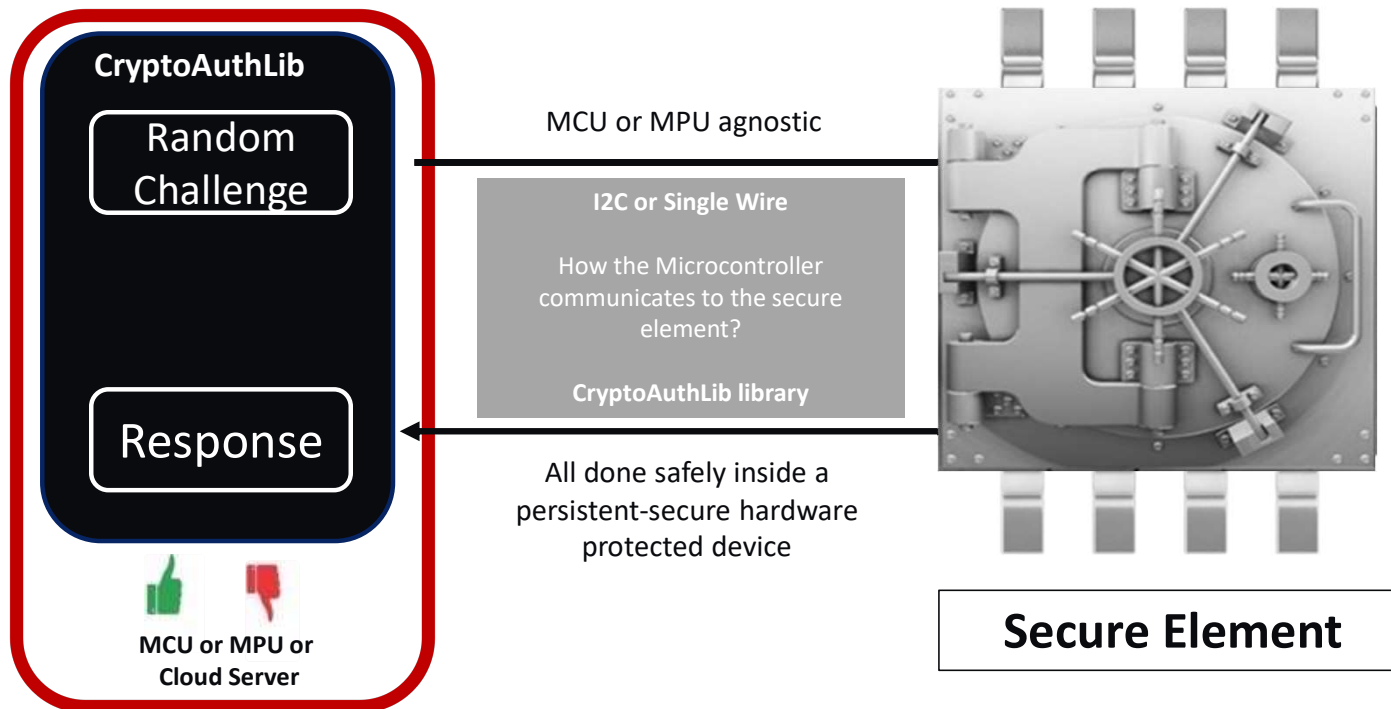 CryptoAuthLib
Random
Challenge
Response
MCU or MPU or
Cloud Server
MCU or MPU agnostic
I2C or Single Wire
How the Microcontroller
communicates to the secure
element?
CryptoAuthLib library
All done safely inside a
persistent-secure hardware
protected device
Secure Element